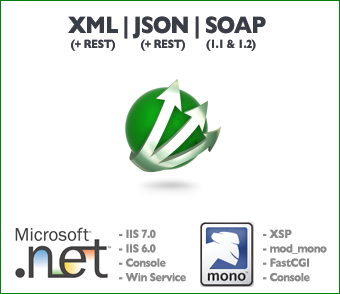 XML | JSON | SOAP
(+ REST) (+ REST) (1.1 & 1.2)
Microsoft
.net
- IIS 7.0
- IIS 6.0
- Console
- Win Service
mono
- XSP
- mod_mono
- FastCGI
- Console